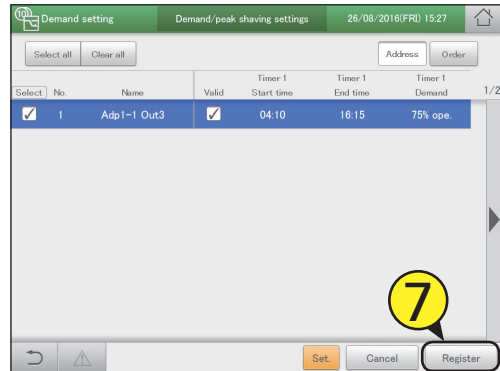 Demand setting Demand/peak shaving settings 26/08/2016(FRI) 15:27
Select all Clear all Address Order
Timer 1 Timer 1 Timer 1
Select No. Name Valid Start time End time Demand 1/2
1 Adp1-1 Out3 04:10 16:15 75% ope.
7
Set. Cancel Register